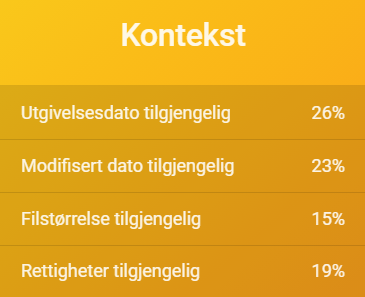 Kontekst
Utgivelsesdato tilgjengelig 26%
Modifisert dato tilgjengelig 23%
Filstørrelse tilgjengelig 15%
Rettigheter tilgjengelig 19%